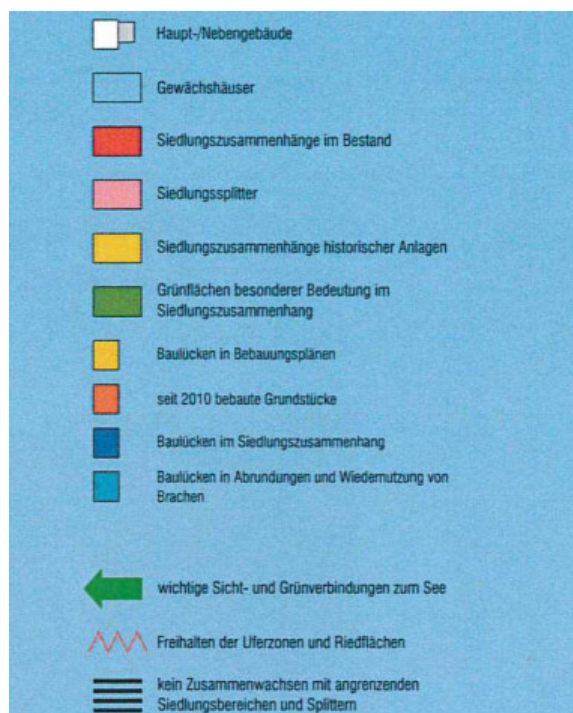 Haupt-/Nebengebäude
Gewächshäuser
Siedlungszusammenhänge im Bestand
Siedlungssplitter
Siedlungszusammenhänge historischer Anlagen
Grünflächen besonderer Bedeutung im
Siedlungszusammenhang
Baulücken in Bebauungsplänen
seit 2010 bebaute Grundstücke
Baulücken im Siedlungszusammenhang
Baulücken in Abrundungen und Wiedernutzung von
Brachen
wichtige Sicht- und Grünverbindungen zum See
Freihalten der Uferzonen und Riedflächen
kein Zusammenwachsen mit angrenzenden
Siedlungsbereichen und Splittern